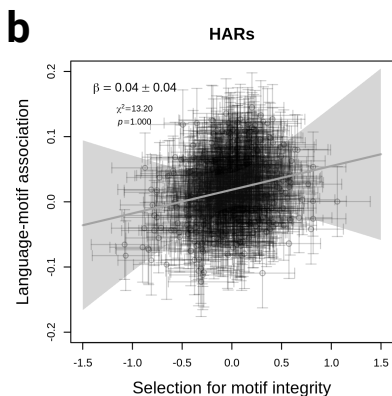 b
HARs
β = 0.04 ± 0.04
χ²=13.20
p=1.000
Language-motif association
0.2
0.1
0.0
-0.1
-0.2
-1.5 -1.0 -0.5 0.0 0.5 1.0 1.5
Selection for motif integrity